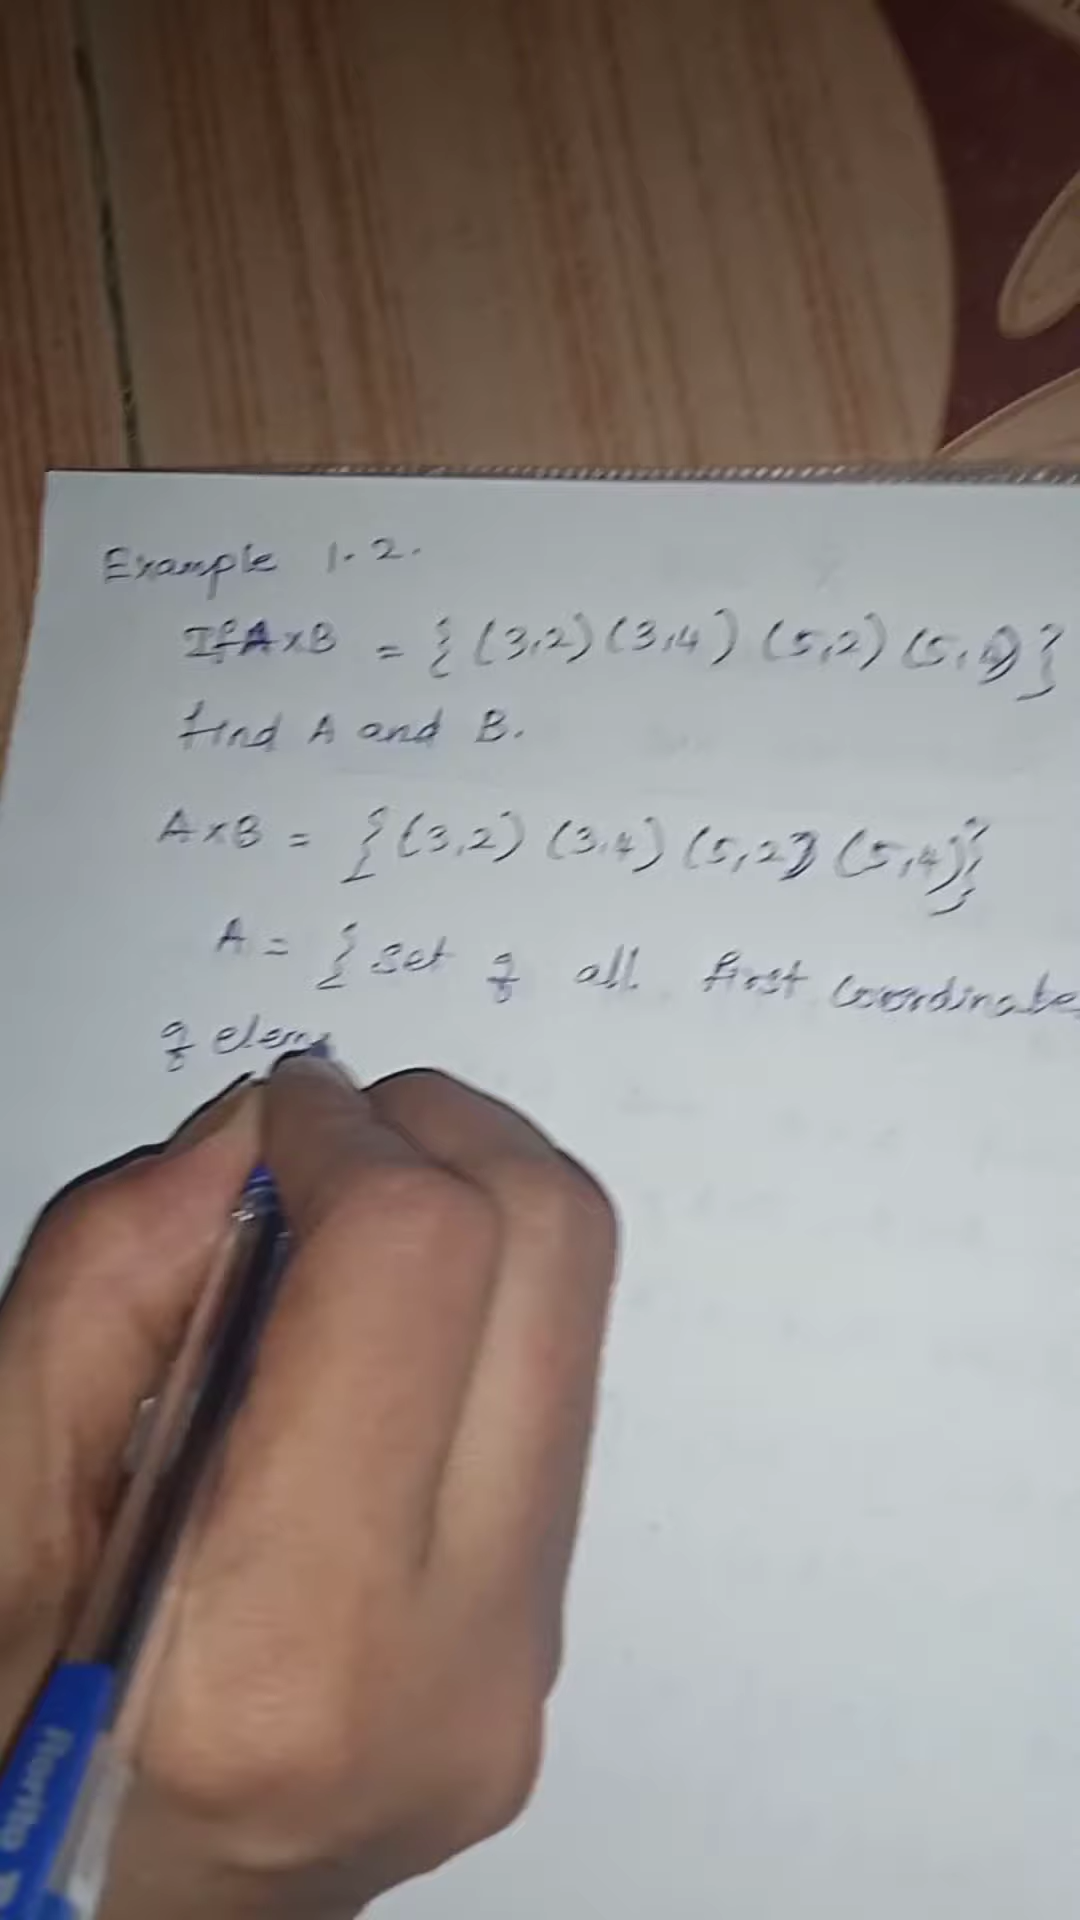 Example 1.2.
If A×B = {(3,2) (3,4) (5,2) (5,4)}
find A and B.
A×B = {(3,2) (3,4) (5,2) (5,4)}
A = {set of all first coordinates
of elem